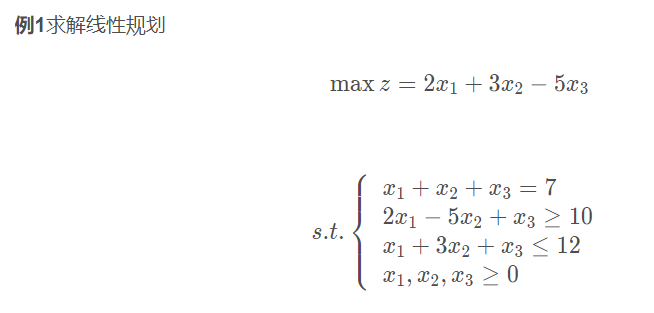 例1求解线性规划
max z = 2x₁ + 3x₂ − 5x₃
s.t. { x₁ + x₂ + x₃ = 7
2x₁ − 5x₂ + x₃ ≥ 10
x₁ + 3x₂ + x₃ ≤ 12
x₁, x₂, x₃ ≥ 0